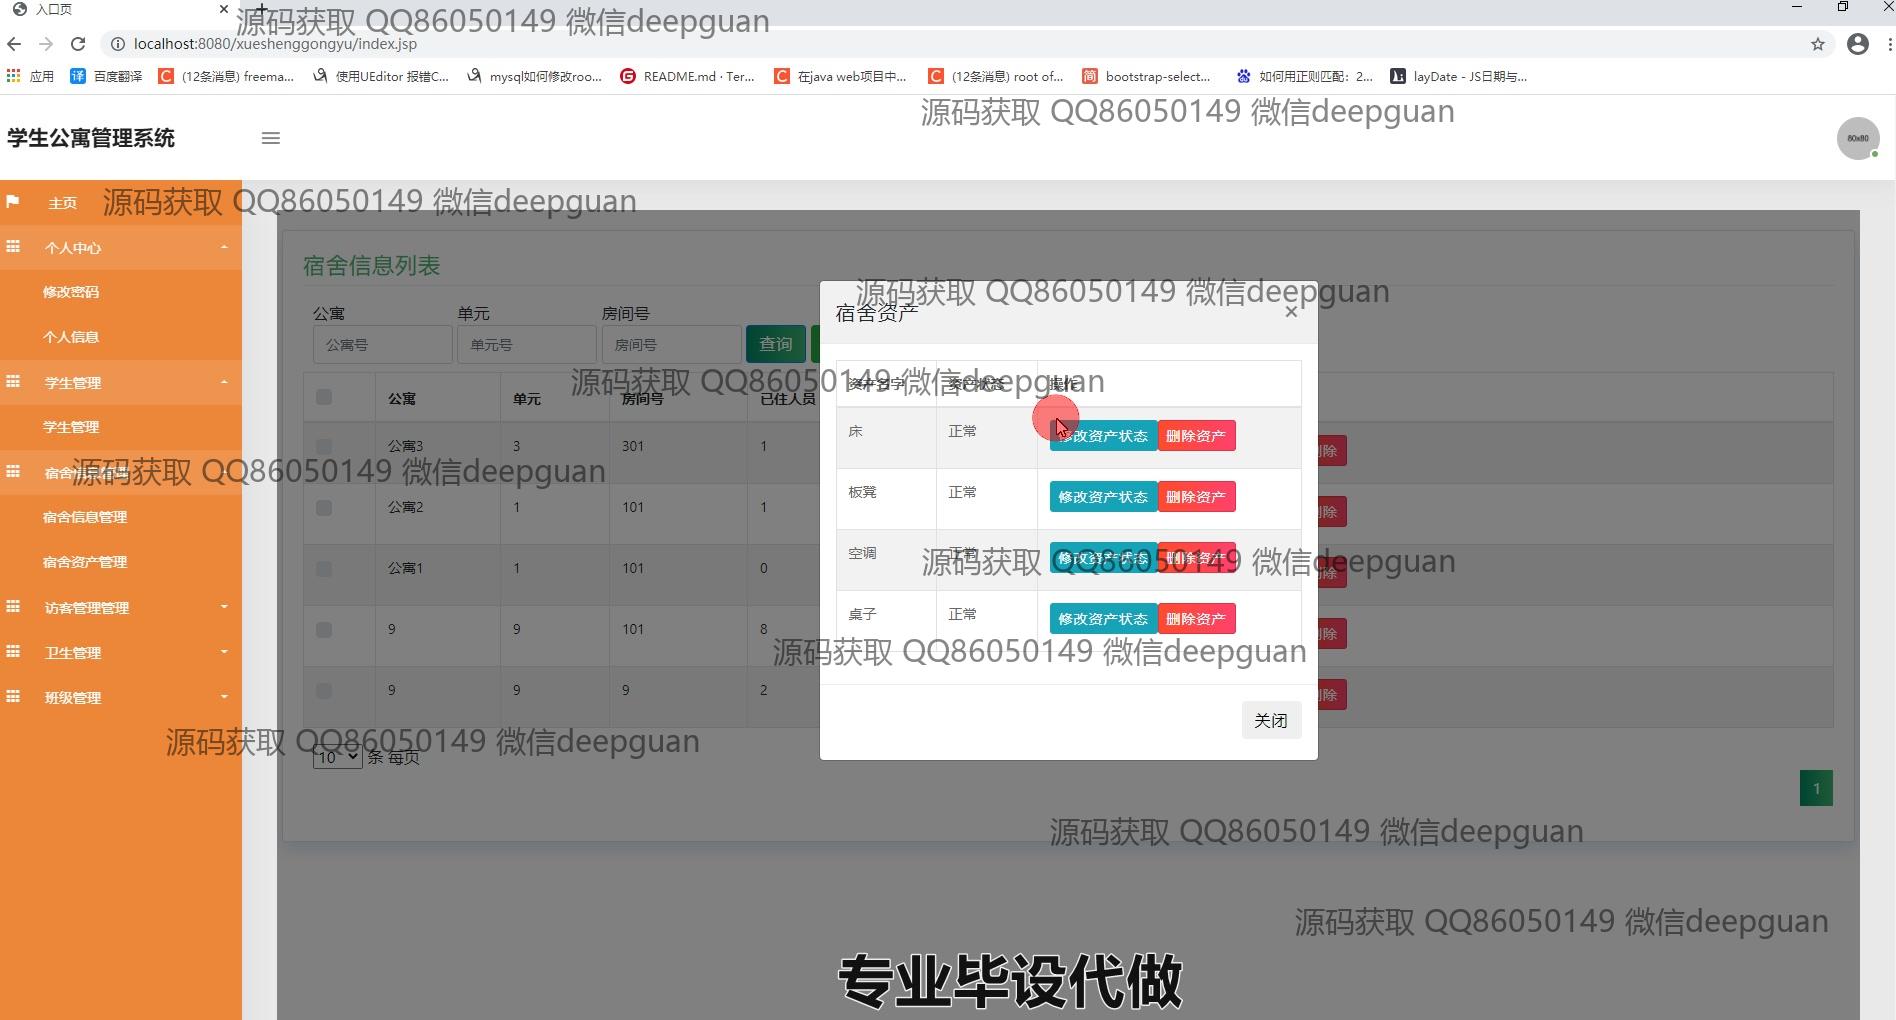 入口页
源码获取 QQ86050149 微信deepguan
localhost:8080/xueshenggongyu/index.jsp
应用 百度翻译 (12条消息) freema... 使用UEditor 报错C... mysql如何修改roo... README.md · Ter... 在java web项目中... (12条消息) root of... bootstrap-select... 如何用正则匹配：2... layDate - JS日期与...
源码获取 QQ86050149 微信deepguan
学生公寓管理系统
80x80
主页
源码获取 QQ86050149 微信deepguan
个人中心
修改密码
个人信息
学生管理
学生管理
宿舍信息管理
源码获取 QQ86050149 微信deepguan
宿舍信息管理
宿舍资产管理
访客管理管理
卫生管理
班级管理
宿舍信息列表
公寓 单元 房间号
公寓号 单元号 房间号 查询
公寓 单元 房间号 已住人员
公寓3 3 301 1 删除
公寓2 1 101 1 删除
公寓1 1 101 0 删除
9 9 101 8 删除
9 9 9 2 删除
源码获取 QQ86050149 微信deepguan
10 条 每页
1
源码获取 QQ86050149 微信deepguan
宿舍资产 ×
源码获取 QQ86050149 微信deepguan
资产名字 资产状态 操作
床 正常 修改资产状态 删除资产
板凳 正常 修改资产状态 删除资产
空调 正常 修改资产状态 删除资产
源码获取 QQ86050149 微信deepguan
桌子 正常 修改资产状态 删除资产
源码获取 QQ86050149 微信deepguan
关闭
源码获取 QQ86050149 微信deepguan
源码获取 QQ86050149 微信deepguan
专业毕设代做